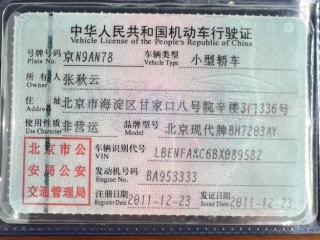 中华人民共和国机动车行驶证
Vehicle License of the People's Republic of China
号牌号码 京N9AN78 车辆类型 小型轿车
Plate No. Vehicle Type
所有人 张秋云
Owner
住址 北京市海淀区甘家口八号院辛楼3门336号
Address
使用性质 非营运 品牌型号 北京现代牌BH7203AY
Use Character Model
北京市公安局公安交通管理局
车辆识别代号 LBENFAKC6BX089582
VIN
发动机号码 BA953333
Engine No.
注册日期 2011-12-23 发证日期 2011-12-23
Register Date Issue Date